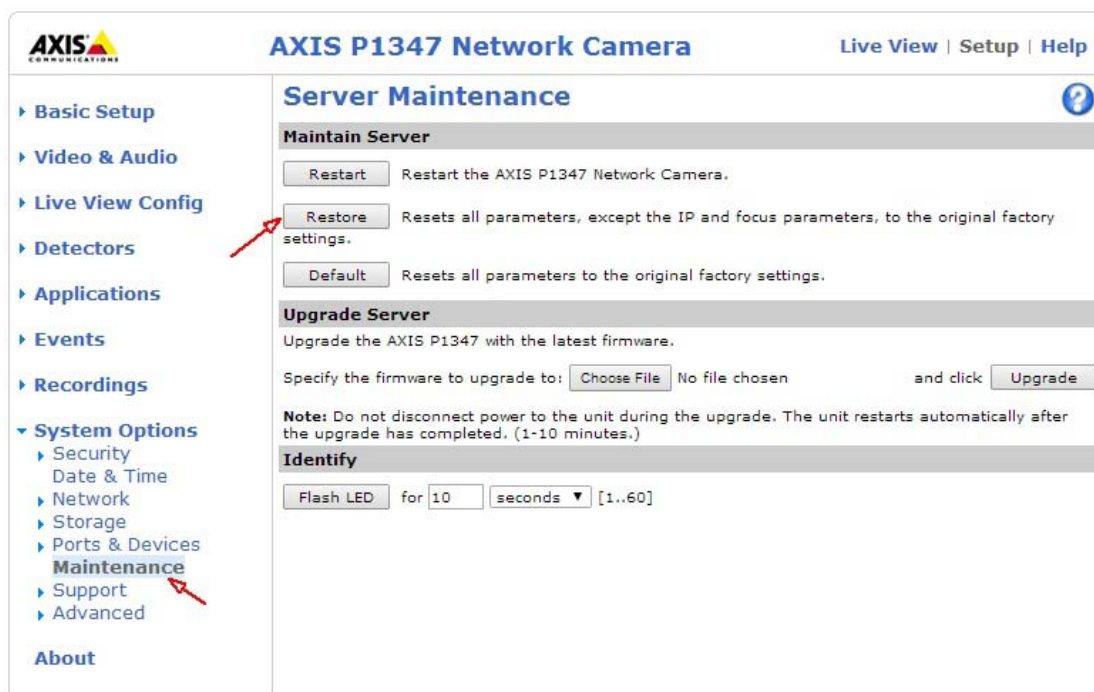 AXIS
COMMUNICATIONS
AXIS P1347 Network Camera
Live View | Setup | Help
Basic Setup
Video & Audio
Live View Config
Detectors
Applications
Events
Recordings
System Options
Security
Date & Time
Network
Storage
Ports & Devices
Maintenance
Support
Advanced
About
Server Maintenance
?
Maintain Server
Restart Restart the AXIS P1347 Network Camera.
Restore Resets all parameters, except the IP and focus parameters, to the original factory
settings.
Default Resets all parameters to the original factory settings.
Upgrade Server
Upgrade the AXIS P1347 with the latest firmware.
Specify the firmware to upgrade to: Choose File No file chosen and click Upgrade
Note: Do not disconnect power to the unit during the upgrade. The unit restarts automatically after
the upgrade has completed. (1-10 minutes.)
Identify
Flash LED for 10 seconds ▼ [1..60]